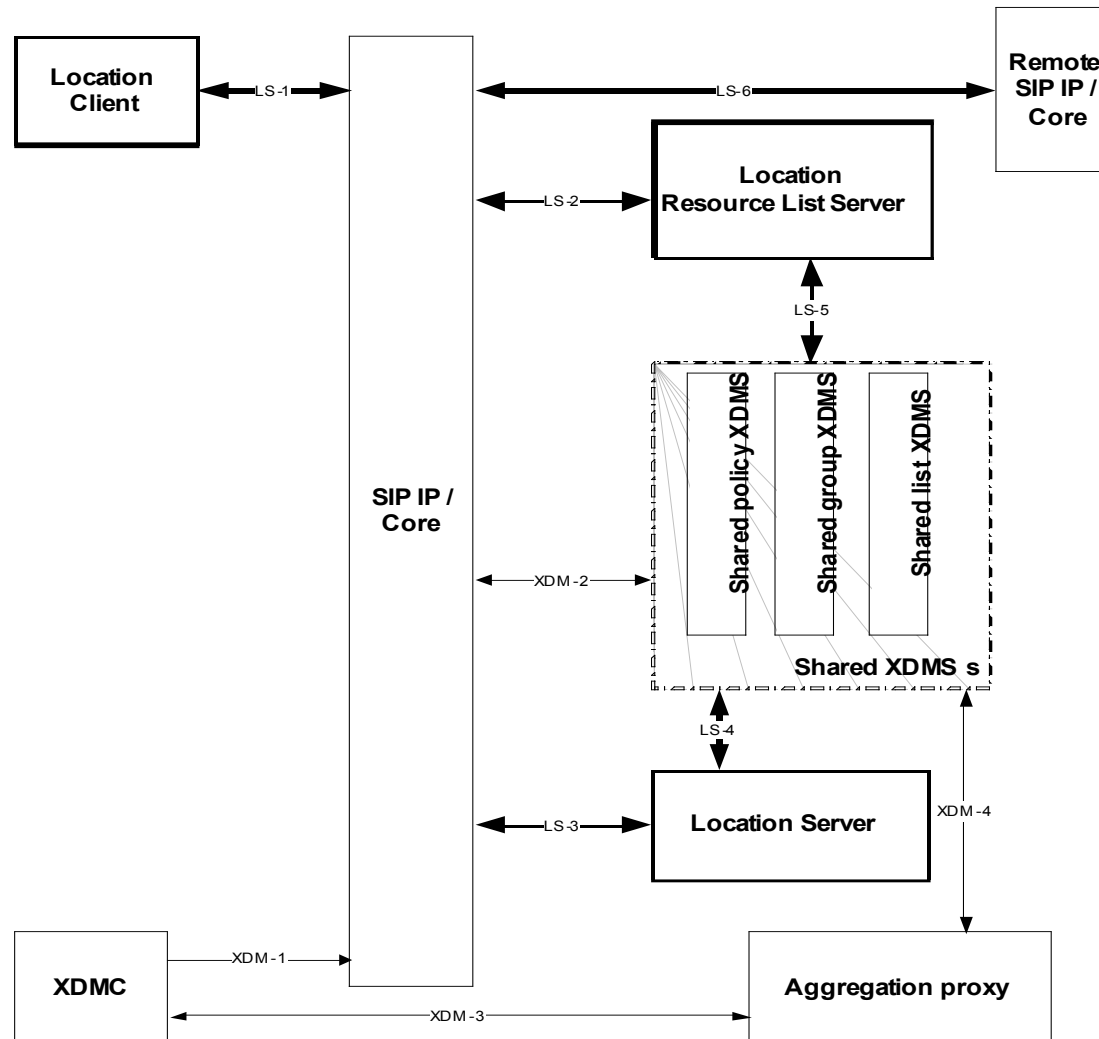 Location
Client
LS-1
LS-6
Remote
SIP IP /
Core
LS-2
Location
Resource List Server
LS-5
Shared policy XDMS
Shared group XDMS
Shared list XDMS
SIP IP /
Core
XDM-2
Shared XDMS s
LS-4
LS-3
Location Server
XDM-4
XDMC
XDM-1
XDM-3
Aggregation proxy